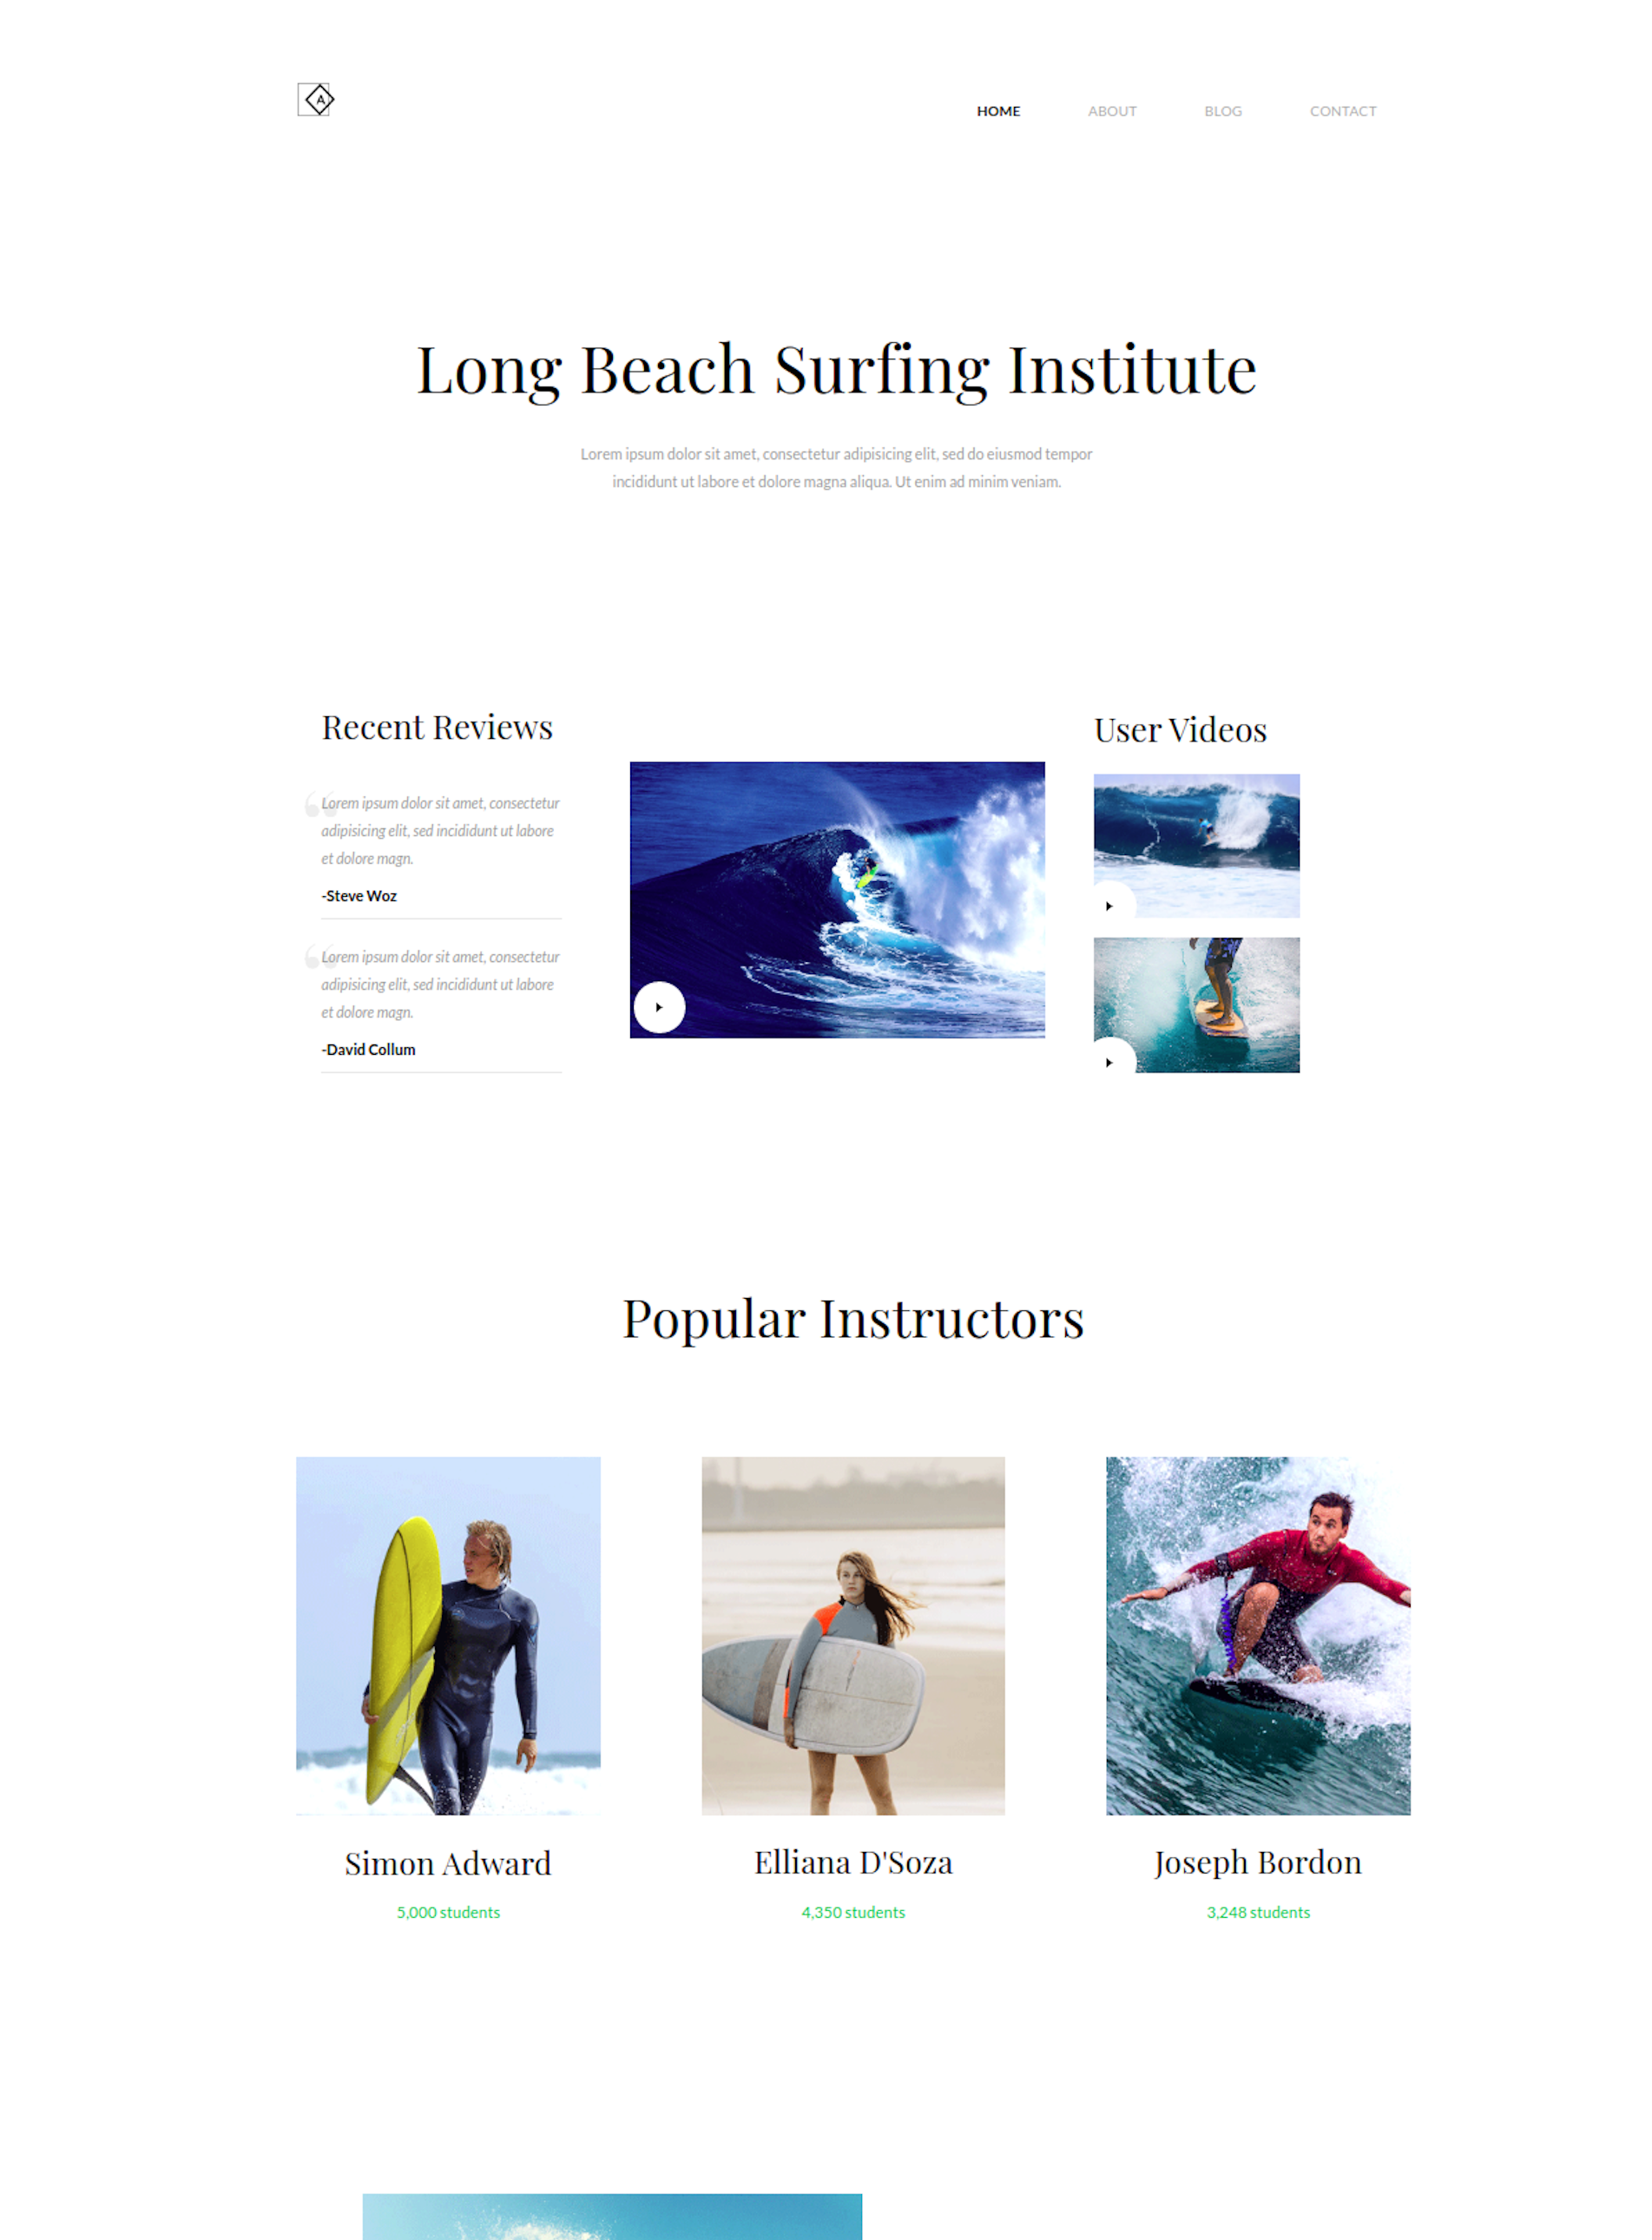 A
HOME ABOUT BLOG CONTACT
Long Beach Surfing Institute
Lorem ipsum dolor sit amet, consectetur adipisicing elit, sed do eiusmod tempor
incididunt ut labore et dolore magna aliqua. Ut enim ad minim veniam.
Recent Reviews
“Lorem ipsum dolor sit amet, consectetur
adipisicing elit, sed incididunt ut labore
et dolore magn.
-Steve Woz
“Lorem ipsum dolor sit amet, consectetur
adipisicing elit, sed incididunt ut labore
et dolore magn.
-David Collum
User Videos
Popular Instructors
Simon Adward
5,000 students
Elliana D'Soza
4,350 students
Joseph Bordon
3,248 students